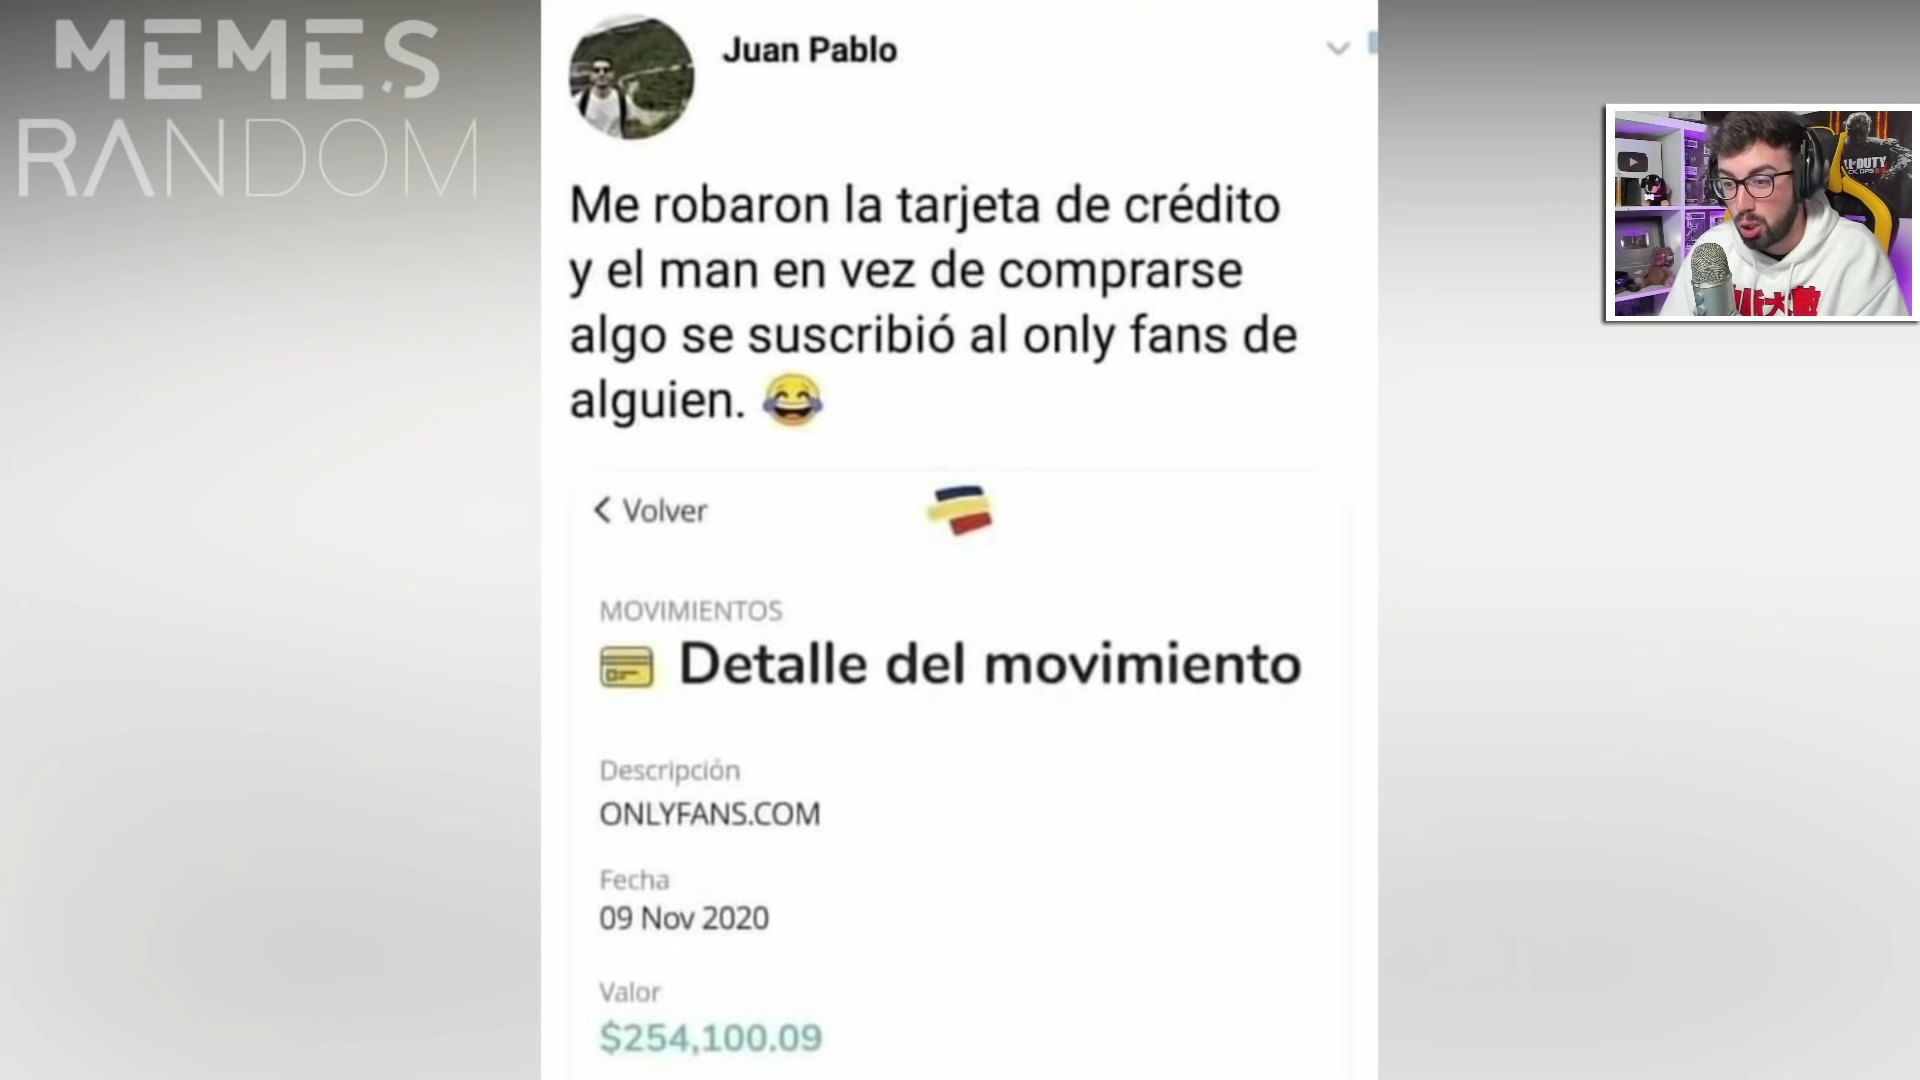 MEMES
RANDOM
Juan Pablo
Me robaron la tarjeta de crédito
y el man en vez de comprarse
algo se suscribió al only fans de
alguien. 😂
< Volver
MOVIMIENTOS
Detalle del movimiento
Descripción
ONLYFANS.COM
Fecha
09 Nov 2020
Valor
$254,100.09